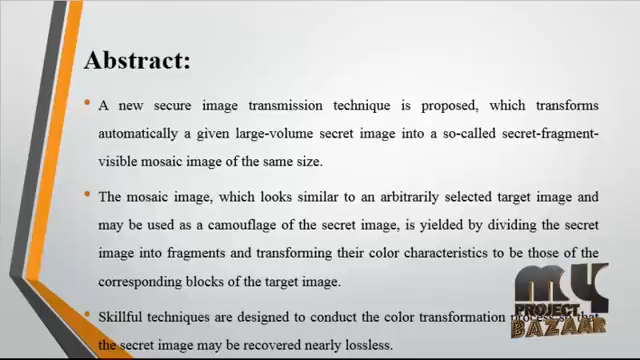 Abstract:
A new secure image transmission technique is proposed, which transforms
automatically a given large-volume secret image into a so-called secret-fragment-
visible mosaic image of the same size.
The mosaic image, which looks similar to an arbitrarily selected target image and
may be used as a camouflage of the secret image, is yielded by dividing the secret
image into fragments and transforming their color characteristics to be those of the
corresponding blocks of the target image.
Skillful techniques are designed to conduct the color transformation process so that
the secret image may be recovered nearly lossless.
MY
PROJECT
BAZAAR